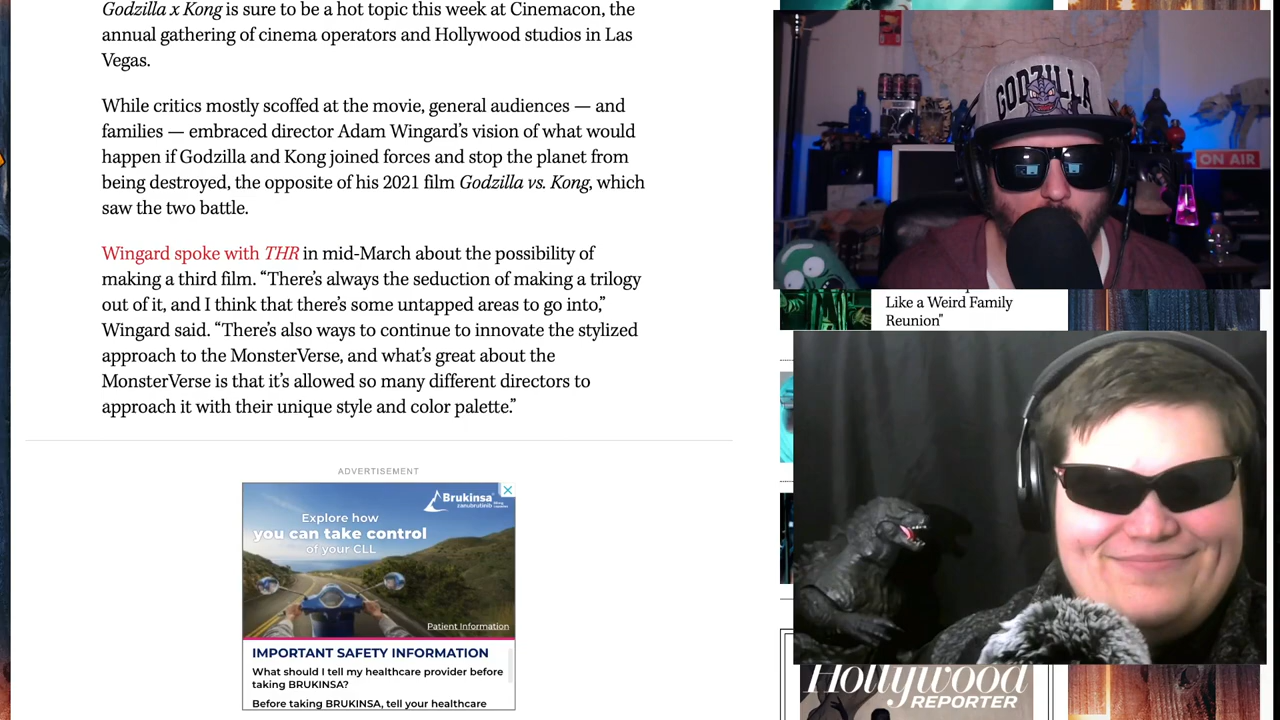 Godzilla x Kong is sure to be a hot topic this week at Cinemacon, the
annual gathering of cinema operators and Hollywood studios in Las
Vegas.
While critics mostly scoffed at the movie, general audiences — and
families — embraced director Adam Wingard’s vision of what would
happen if Godzilla and Kong joined forces and stop the planet from
being destroyed, the opposite of his 2021 film Godzilla vs. Kong, which
saw the two battle.
Wingard spoke with THR in mid-March about the possibility of
making a third film. “There’s always the seduction of making a trilogy
out of it, and I think that there’s some untapped areas to go into,”
Wingard said. “There’s also ways to continue to innovate the stylized
approach to the MonsterVerse, and what’s great about the
MonsterVerse is that it’s allowed so many different directors to
approach it with their unique style and color palette.”
ADVERTISEMENT
Brukinsa
zanubrutinib
Explore how
you can take control
of your CLL
Patient Information
IMPORTANT SAFETY INFORMATION
What should I tell my healthcare provider before
taking BRUKINSA?
Before taking BRUKINSA, tell your healthcare
GODZILLA
ON AIR
Like a Weird Family
Reunion”
Hollywood
REPORTER